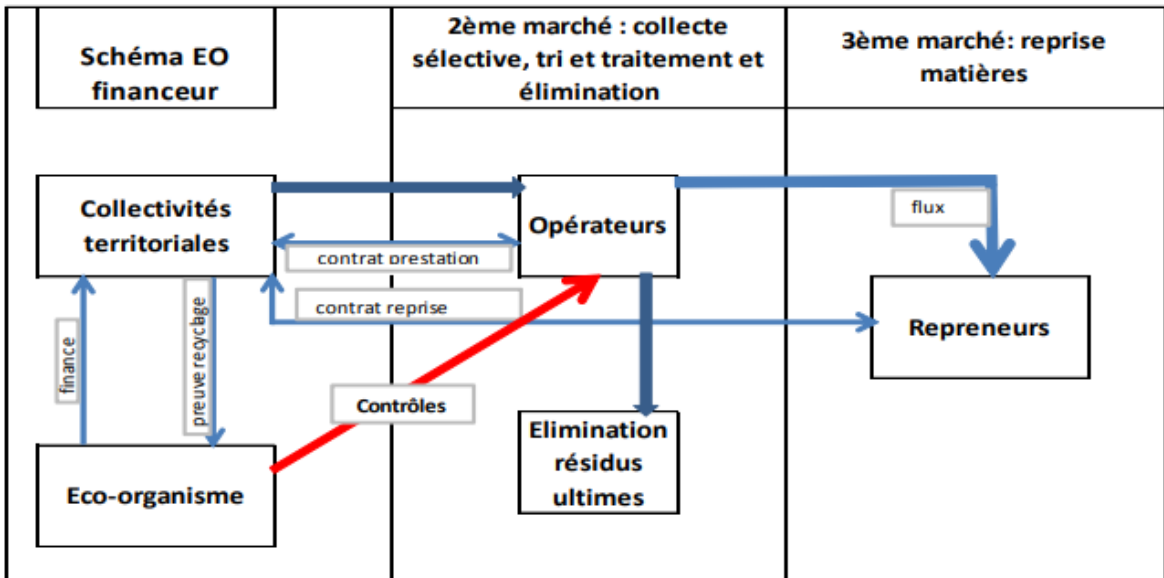 Schéma EO
financeur
2ème marché : collecte
sélective, tri et traitement et
élimination
3ème marché: reprise
matières
Collectivités
territoriales
Opérateurs
flux
contrat prestation
contrat reprise
Repreneurs
finance
preuve recyclage
Contrôles
Elimination
résidus
ultimes
Eco-organisme